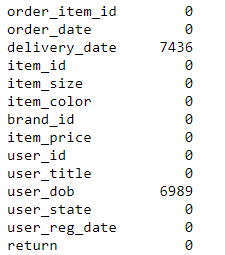 order_item_id 0
order_date 0
delivery_date 7436
item_id 0
item_size 0
item_color 0
brand_id 0
item_price 0
user_id 0
user_title 0
user_dob 6989
user_state 0
user_reg_date 0
return 0